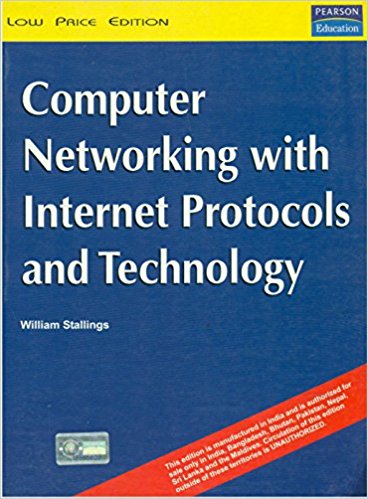 LOW PRICE EDITION
PEARSON
Education
Computer
Networking with
Internet Protocols
and Technology
William Stallings
This edition is manufactured in India and is authorized for
sale only in India, Bangladesh, Bhutan, Pakistan, Nepal,
Sri Lanka and the Maldives. Circulation of this edition
outside of these territories is UNAUTHORIZED.